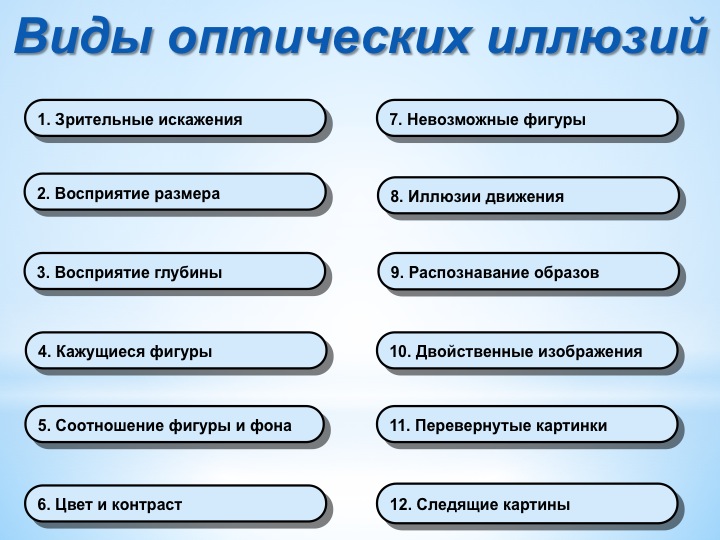 Виды оптических иллюзий
1. Зрительные искажения
2. Восприятие размера
3. Восприятие глубины
4. Кажущиеся фигуры
5. Соотношение фигуры и фона
6. Цвет и контраст
7. Невозможные фигуры
8. Иллюзии движения
9. Распознавание образов
10. Двойственные изображения
11. Перевернутые картинки
12. Следящие картины